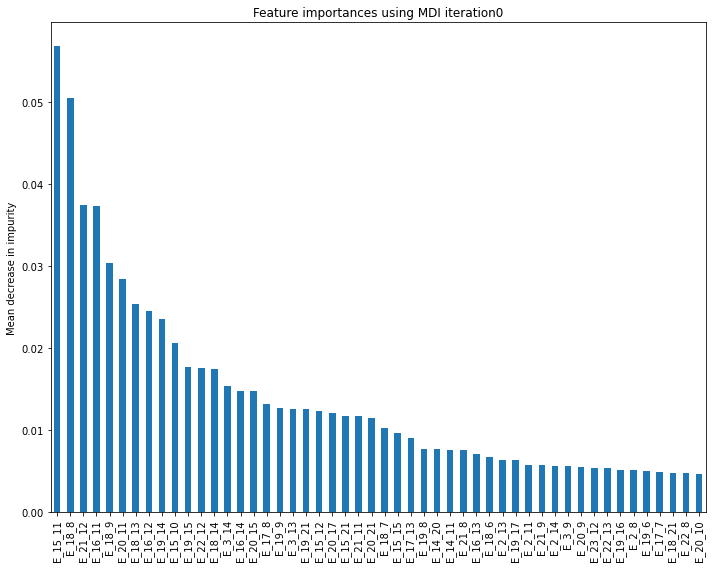 Feature importances using MDI iteration0
Mean decrease in impurity
0.05
0.04
0.03
0.02
0.01
0.00
E_15_11
E_18_8
E_21_12
E_16_11
E_18_9
E_20_11
E_18_13
E_16_12
E_19_14
E_15_10
E_19_15
E_22_12
E_18_14
E_3_14
E_16_14
E_20_15
E_17_8
E_19_9
E_3_13
E_19_21
E_15_12
E_20_17
E_15_21
E_21_11
E_20_21
E_18_7
E_15_15
E_17_13
E_19_8
E_14_20
E_14_11
E_21_8
E_16_13
E_18_6
E_2_13
E_19_17
E_2_11
E_21_9
E_2_14
E_3_9
E_20_9
E_23_12
E_22_13
E_19_16
E_2_8
E_19_6
E_17_7
E_18_21
E_22_8
E_20_10